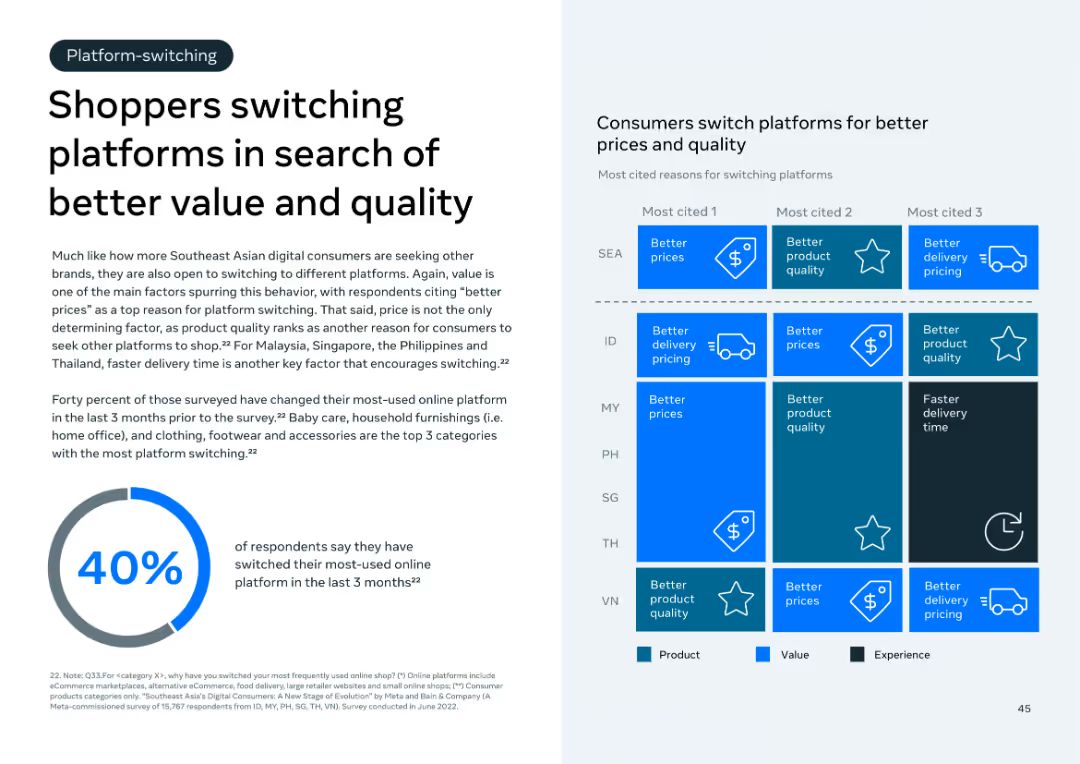 Platform-switching
Shoppers switching
platforms in search of
better value and quality
Much like how more Southeast Asian digital consumers are seeking other
brands, they are also open to switching to different platforms. Again, value is
one of the main factors spurring this behavior, with respondents citing “better
prices” as a top reason for platform switching. That said, price is not the only
determining factor, as product quality ranks as another reason for consumers to
seek other platforms to shop.²² For Malaysia, Singapore, the Philippines and
Thailand, faster delivery time is another key factor that encourages switching.²²
Forty percent of those surveyed have changed their most-used online platform
in the last 3 months prior to the survey.²² Baby care, household furnishings (i.e.
home office), and clothing, footwear and accessories are the top 3 categories
with the most platform switching.²²
40%
of respondents say they have
switched their most-used online
platform in the last 3 months²²
22. Note: Q33.For <category X>, why have you switched your most frequently used online shop? (*) Online platforms include
eCommerce marketplaces, alternative eCommerce, food delivery, large retailer websites and small online shops; (**) Consumer
products categories only. “Southeast Asia's Digital Consumers: A New Stage of Evolution” by Meta and Bain & Company (A
Meta-commissioned survey of 15,767 respondents from ID, MY, PH, SG, TH, VN). Survey conducted in June 2022.
Consumers switch platforms for better
prices and quality
Most cited reasons for switching platforms
Most cited 1
Most cited 2
Most cited 3
SEA
Better
prices
$
Better
product
quality
Better
delivery
pricing
ID
Better
delivery
pricing
Better
prices
$
Better
product
quality
MY
PH
SG
TH
Better
prices
$
Better
product
quality
Faster
delivery
time
VN
Better
product
quality
Better
prices
$
Better
delivery
pricing
Product
Value
Experience
45